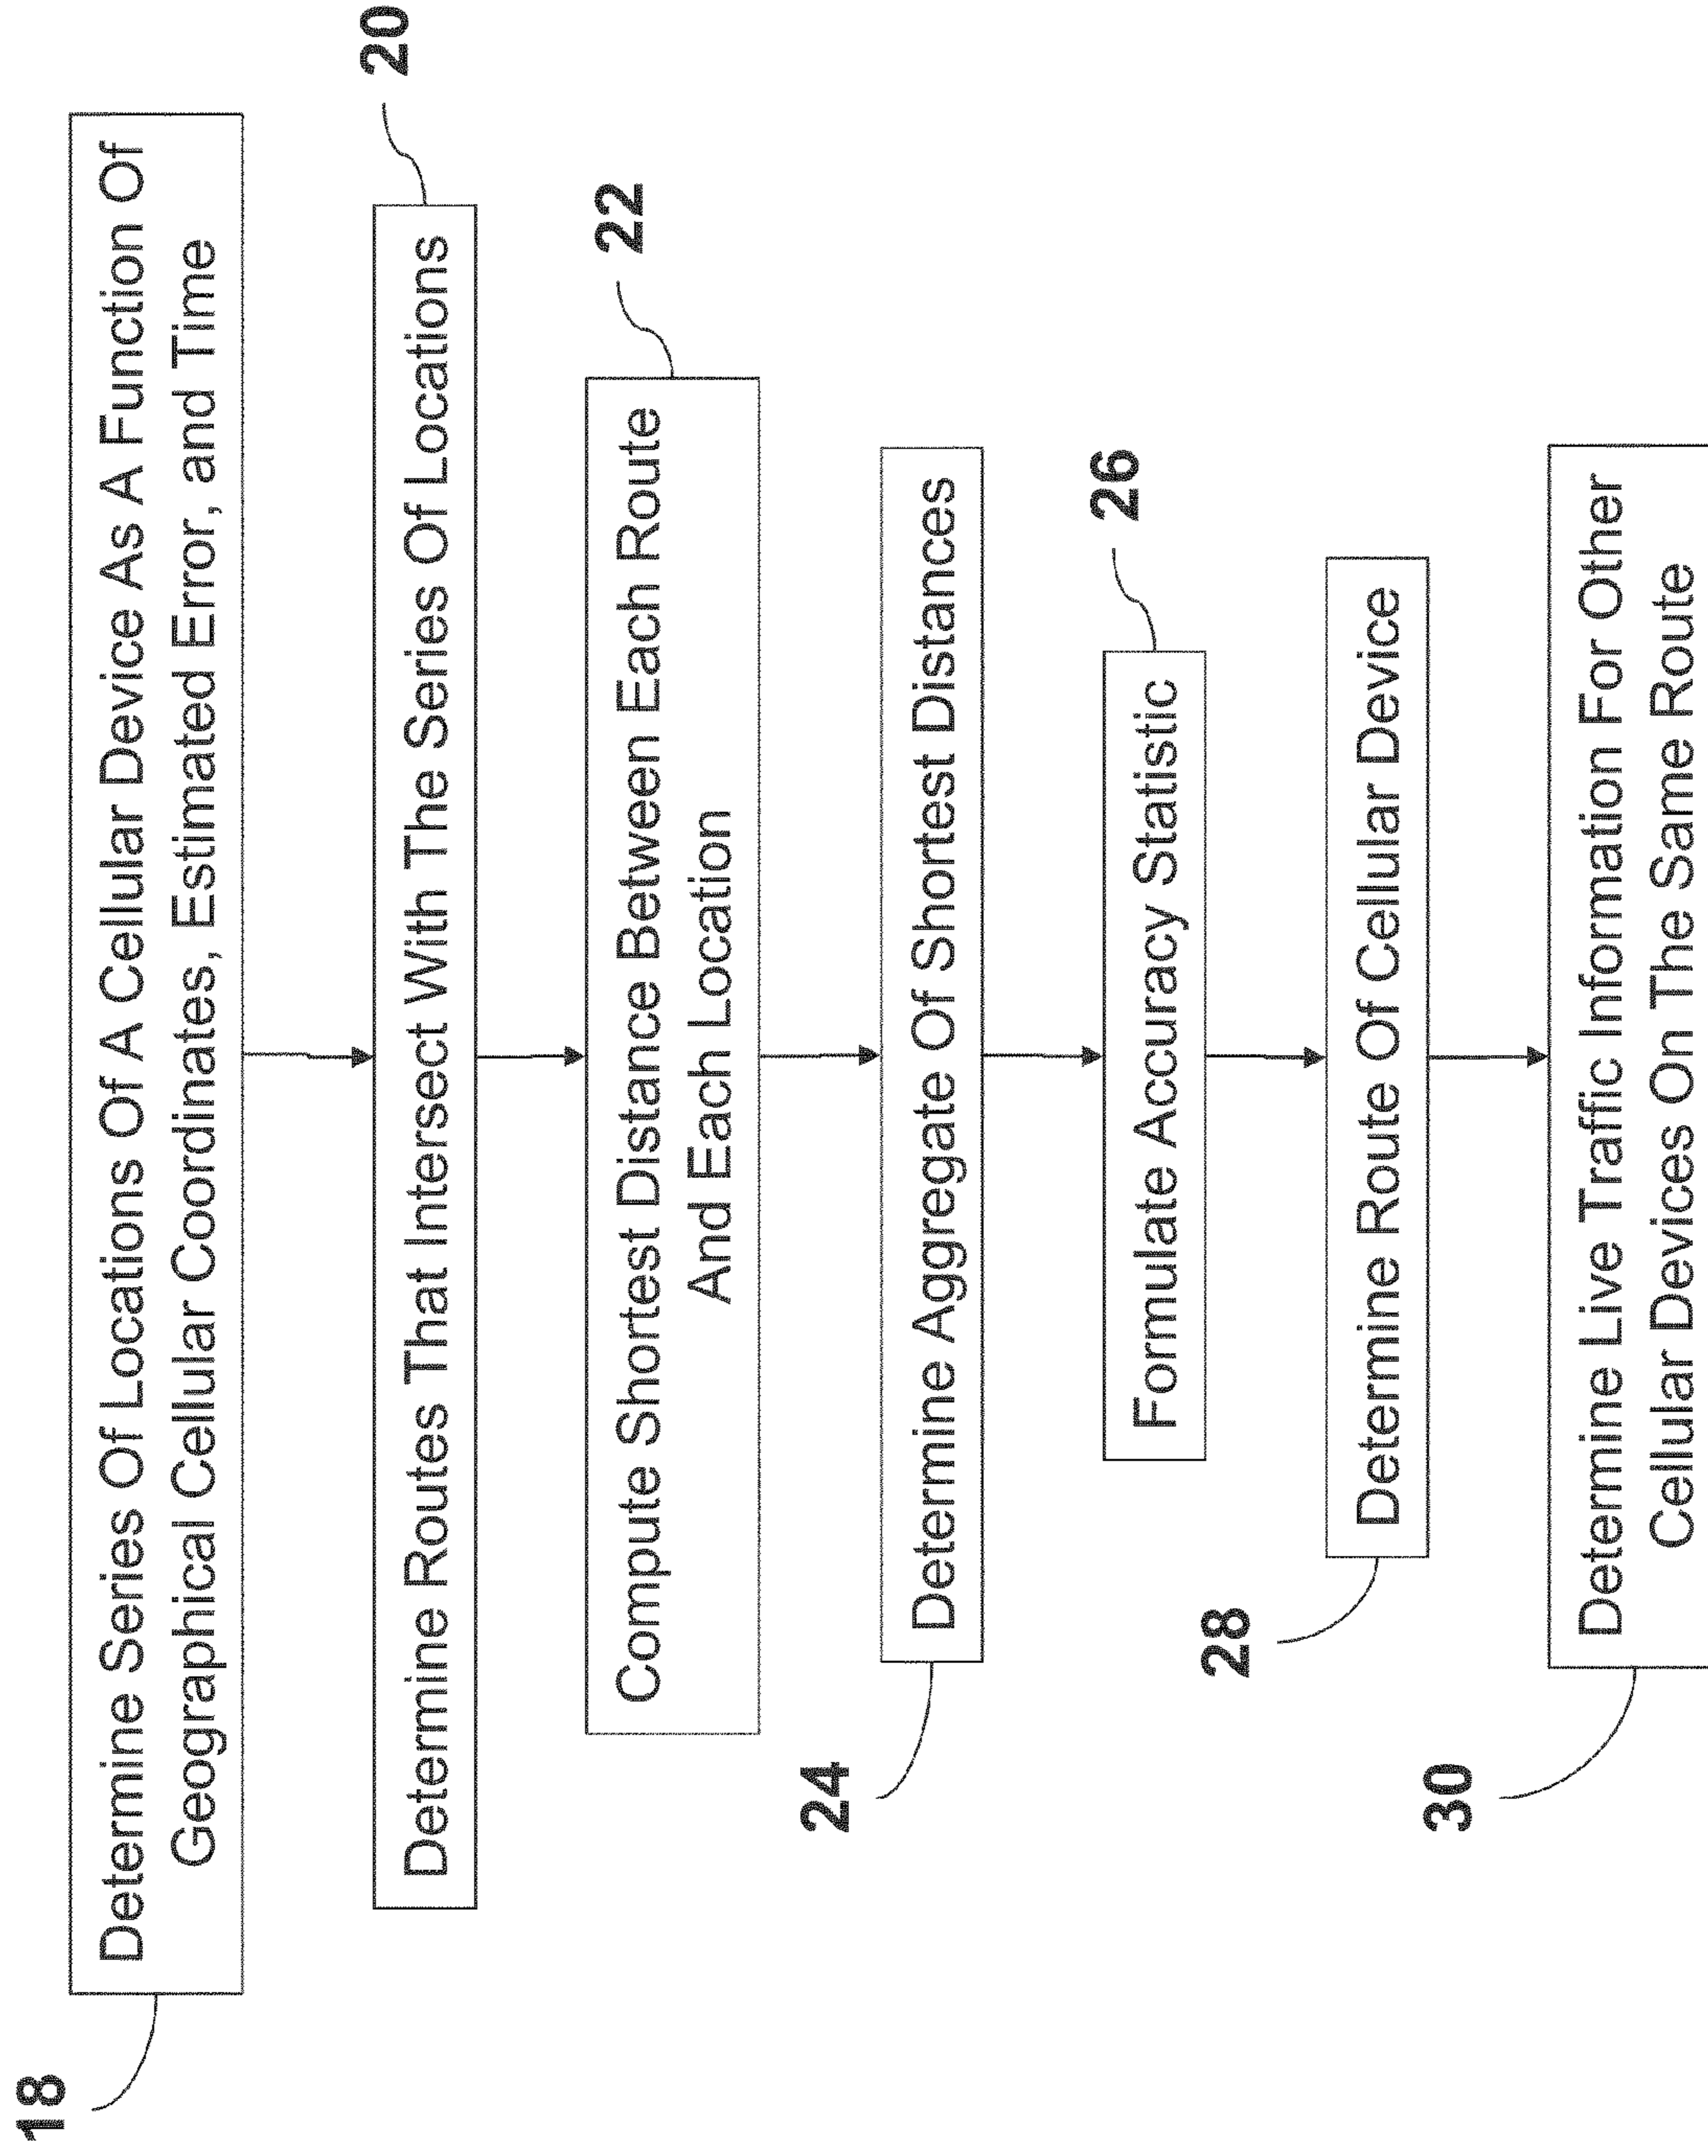 18
Determine Series Of Locations Of A Cellular Device As A Function Of
Geographical Cellular Coordinates, Estimated Error, and Time
20
Determine Routes That Intersect With The Series Of Locations
22
Compute Shortest Distance Between Each Route
And Each Location
24
Determine Aggregate Of Shortest Distances
26
Formulate Accuracy Statistic
28
Determine Route Of Cellular Device
30
Determine Live Traffic Information For Other
Cellular Devices On The Same Route